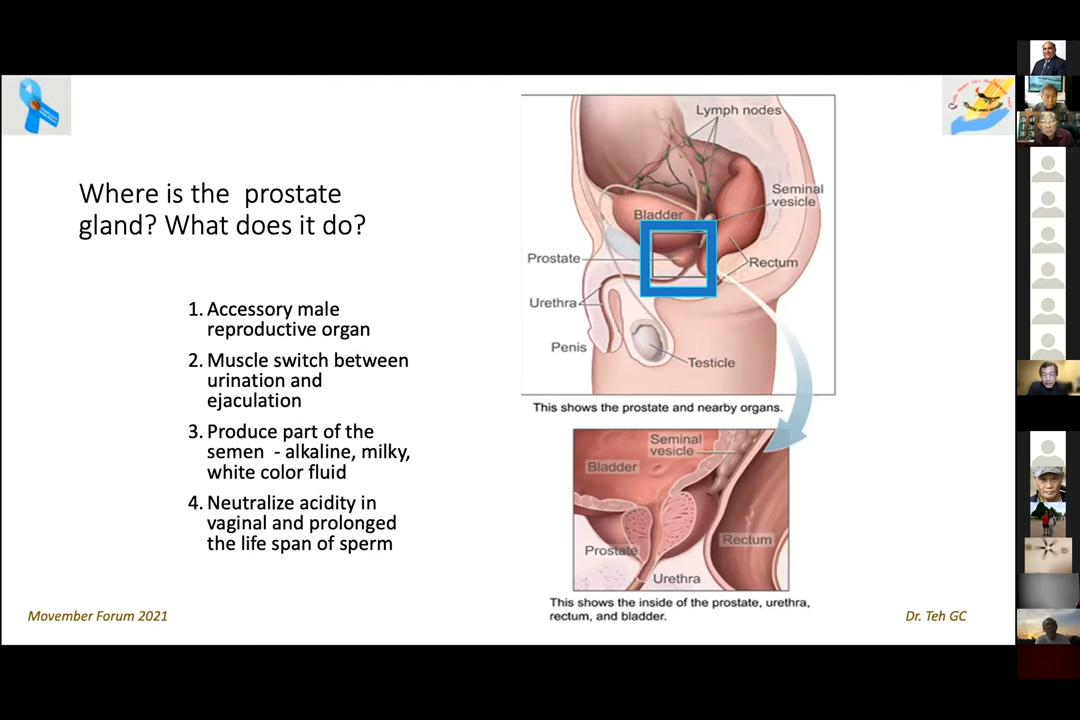 Where is the prostate
gland? What does it do?
1. Accessory male
reproductive organ
2. Muscle switch between
urination and
ejaculation
3. Produce part of the
semen - alkaline, milky,
white color fluid
4. Neutralize acidity in
vaginal and prolonged
the life span of sperm
Lymph nodes
Seminal
vesicle
Bladder
Prostate
Rectum
Urethra
Penis
Testicle
This shows the prostate and nearby organs.
Seminal
vesicle
Bladder
Rectum
Prostate
Urethra
This shows the inside of the prostate, urethra,
rectum, and bladder.
Movember Forum 2021
Dr. Teh GC